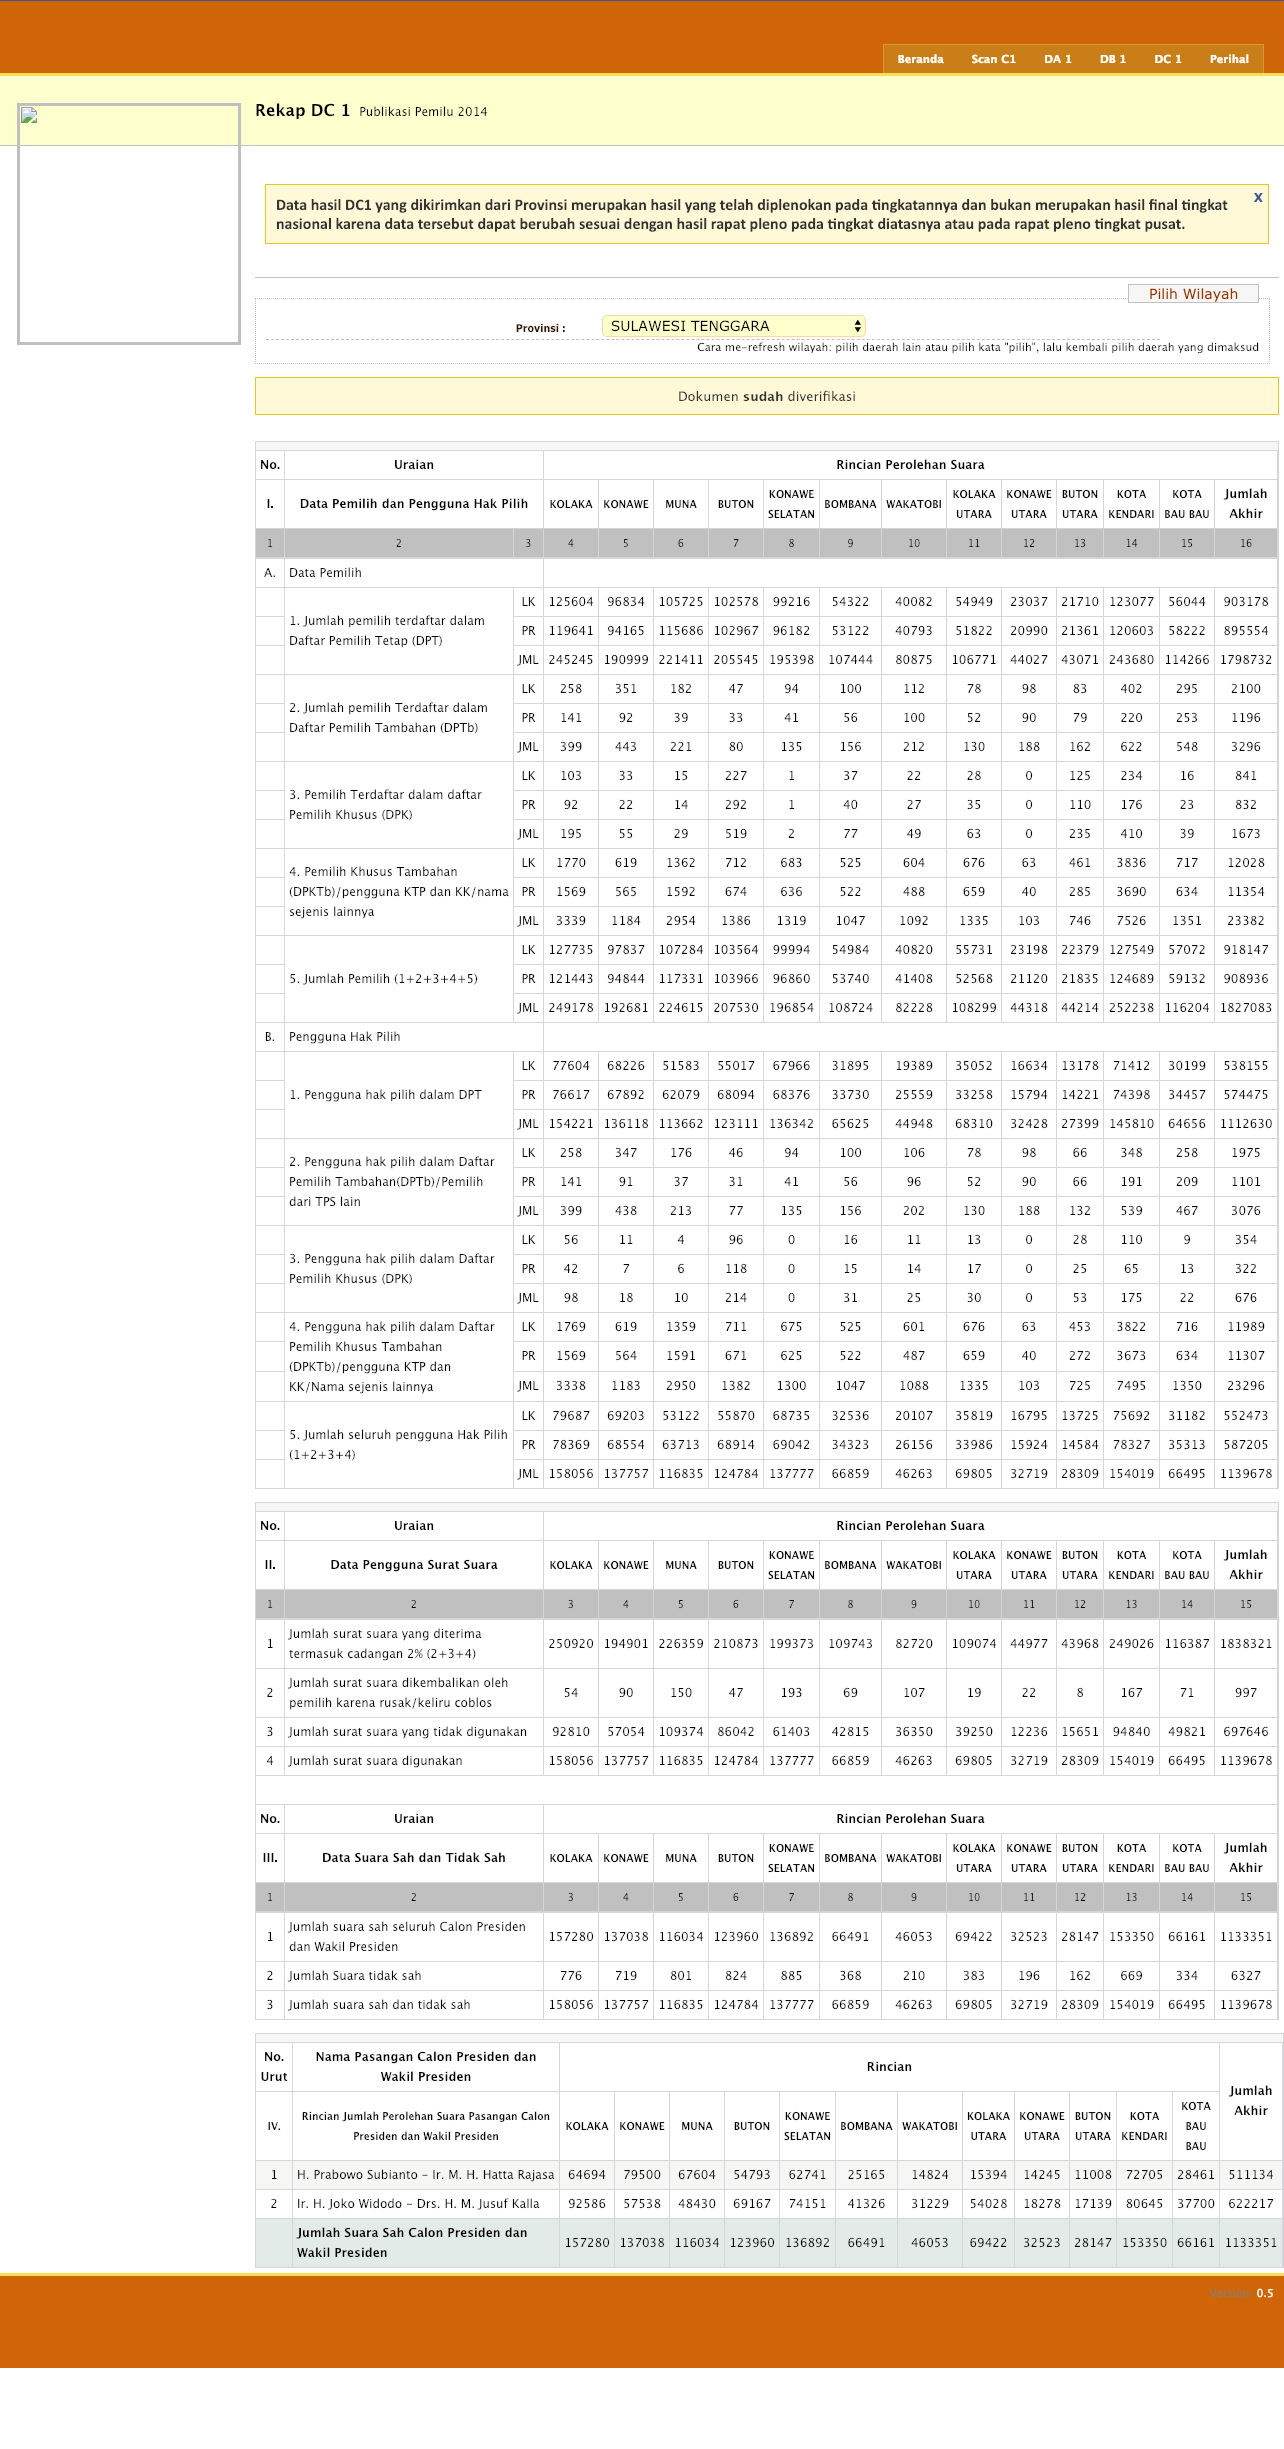 Beranda Scan C1 DA 1 DB 1 DC 1 Perihal
Rekap DC 1 Publikasi Pemilu 2014
x
Data hasil DC1 yang dikirimkan dari Provinsi merupakan hasil yang telah diplenokan pada tingkatannya dan bukan merupakan hasil final tingkat
nasional karena data tersebut dapat berubah sesuai dengan hasil rapat pleno pada tingkat diatasnya atau pada rapat pleno tingkat pusat.
Pilih Wilayah
Provinsi : SULAWESI TENGGARA
Cara me-refresh wilayah: pilih daerah lain atau pilih kata "pilih", lalu kembali pilih daerah yang dimaksud
Dokumen sudah diverifikasi
No. Uraian Rincian Perolehan Suara
I. Data Pemilih dan Pengguna Hak Pilih KOLAKA KONAWE MUNA BUTON KONAWE SELATAN BOMBANA WAKATOBI KOLAKA UTARA KONAWE UTARA BUTON UTARA KOTA KENDARI KOTA BAU BAU Jumlah Akhir
1 2 3 4 5 6 7 8 9 10 11 12 13 14 15 16
A. Data Pemilih
1. Jumlah pemilih terdaftar dalam Daftar Pemilih Tetap (DPT)
LK 125604 96834 105725 102578 99216 54322 40082 54949 23037 21710 123077 56044 903178
PR 119641 94165 115686 102967 96182 53122 40793 51822 20990 21361 120603 58222 895554
JML 245245 190999 221411 205545 195398 107444 80875 106771 44027 43071 243680 114266 1798732
2. Jumlah pemilih Terdaftar dalam Daftar Pemilih Tambahan (DPTb)
LK 258 351 182 47 94 100 112 78 98 83 402 295 2100
PR 141 92 39 33 41 56 100 52 90 79 220 253 1196
JML 399 443 221 80 135 156 212 130 188 162 622 548 3296
3. Pemilih Terdaftar dalam daftar Pemilih Khusus (DPK)
LK 103 33 15 227 1 37 22 28 0 125 234 16 841
PR 92 22 14 292 1 40 27 35 0 110 176 23 832
JML 195 55 29 519 2 77 49 63 0 235 410 39 1673
4. Pemilih Khusus Tambahan (DPKTb)/pengguna KTP dan KK/nama sejenis lainnya
LK 1770 619 1362 712 683 525 604 676 63 461 3836 717 12028
PR 1569 565 1592 674 636 522 488 659 40 285 3690 634 11354
JML 3339 1184 2954 1386 1319 1047 1092 1335 103 746 7526 1351 23382
5. Jumlah Pemilih (1+2+3+4+5)
LK 127735 97837 107284 103564 99994 54984 40820 55731 23198 22379 127549 57072 918147
PR 121443 94844 117331 103966 96860 53740 41408 52568 21120 21835 124689 59132 908936
JML 249178 192681 224615 207530 196854 108724 82228 108299 44318 44214 252238 116204 1827083
B. Pengguna Hak Pilih
1. Pengguna hak pilih dalam DPT
LK 77604 68226 51583 55017 67966 31895 19389 35052 16634 13178 71412 30199 538155
PR 76617 67892 62079 68094 68376 33730 25559 33258 15794 14221 74398 34457 574475
JML 154221 136118 113662 123111 136342 65625 44948 68310 32428 27399 145810 64656 1112630
2. Pengguna hak pilih dalam Daftar Pemilih Tambahan(DPTb)/Pemilih dari TPS lain
LK 258 347 176 46 94 100 106 78 98 66 348 258 1975
PR 141 91 37 31 41 56 96 52 90 66 191 209 1101
JML 399 438 213 77 135 156 202 130 188 132 539 467 3076
3. Pengguna hak pilih dalam Daftar Pemilih Khusus (DPK)
LK 56 11 4 96 0 16 11 13 0 28 110 9 354
PR 42 7 6 118 0 15 14 17 0 25 65 13 322
JML 98 18 10 214 0 31 25 30 0 53 175 22 676
4. Pengguna hak pilih dalam Daftar Pemilih Khusus Tambahan (DPKTb)/pengguna KTP dan KK/Nama sejenis lainnya
LK 1769 619 1359 711 675 525 601 676 63 453 3822 716 11989
PR 1569 564 1591 671 625 522 487 659 40 272 3673 634 11307
JML 3338 1183 2950 1382 1300 1047 1088 1335 103 725 7495 1350 23296
5. Jumlah seluruh pengguna Hak Pilih (1+2+3+4)
LK 79687 69203 53122 55870 68735 32536 20107 35819 16795 13725 75692 31182 552473
PR 78369 68554 63713 68914 69042 34323 26156 33986 15924 14584 78327 35313 587205
JML 158056 137757 116835 124784 137777 66859 46263 69805 32719 28309 154019 66495 1139678
No. Uraian Rincian Perolehan Suara
II. Data Pengguna Surat Suara KOLAKA KONAWE MUNA BUTON KONAWE SELATAN BOMBANA WAKATOBI KOLAKA UTARA KONAWE UTARA BUTON UTARA KOTA KENDARI KOTA BAU BAU Jumlah Akhir
1 2 3 4 5 6 7 8 9 10 11 12 13 14 15
1 Jumlah surat suara yang diterima termasuk cadangan 2% (2+3+4) 250920 194901 226359 210873 199373 109743 82720 109074 44977 43968 249026 116387 1838321
2 Jumlah surat suara dikembalikan oleh pemilih karena rusak/keliru coblos 54 90 150 47 193 69 107 19 22 8 167 71 997
3 Jumlah surat suara yang tidak digunakan 92810 57054 109374 86042 61403 42815 36350 39250 12236 15651 94840 49821 697646
4 Jumlah surat suara digunakan 158056 137757 116835 124784 137777 66859 46263 69805 32719 28309 154019 66495 1139678
No. Uraian Rincian Perolehan Suara
III. Data Suara Sah dan Tidak Sah KOLAKA KONAWE MUNA BUTON KONAWE SELATAN BOMBANA WAKATOBI KOLAKA UTARA KONAWE UTARA BUTON UTARA KOTA KENDARI KOTA BAU BAU Jumlah Akhir
1 2 3 4 5 6 7 8 9 10 11 12 13 14 15
1 Jumlah suara sah seluruh Calon Presiden dan Wakil Presiden 157280 137038 116034 123960 136892 66491 46053 69422 32523 28147 153350 66161 1133351
2 Jumlah Suara tidak sah 776 719 801 824 885 368 210 383 196 162 669 334 6327
3 Jumlah suara sah dan tidak sah 158056 137757 116835 124784 137777 66859 46263 69805 32719 28309 154019 66495 1139678
No. Urut Nama Pasangan Calon Presiden dan Wakil Presiden Rincian Jumlah Akhir
IV. Rincian Jumlah Perolehan Suara Pasangan Calon Presiden dan Wakil Presiden KOLAKA KONAWE MUNA BUTON KONAWE SELATAN BOMBANA WAKATOBI KOLAKA UTARA KONAWE UTARA BUTON UTARA KOTA KENDARI KOTA BAU BAU
1 H. Prabowo Subianto - Ir. M. H. Hatta Rajasa 64694 79500 67604 54793 62741 25165 14824 15394 14245 11008 72705 28461 511134
2 Ir. H. Joko Widodo - Drs. H. M. Jusuf Kalla 92586 57538 48430 69167 74151 41326 31229 54028 18278 17139 80645 37700 622217
Jumlah Suara Sah Calon Presiden dan Wakil Presiden 157280 137038 116034 123960 136892 66491 46053 69422 32523 28147 153350 66161 1133351
0.5